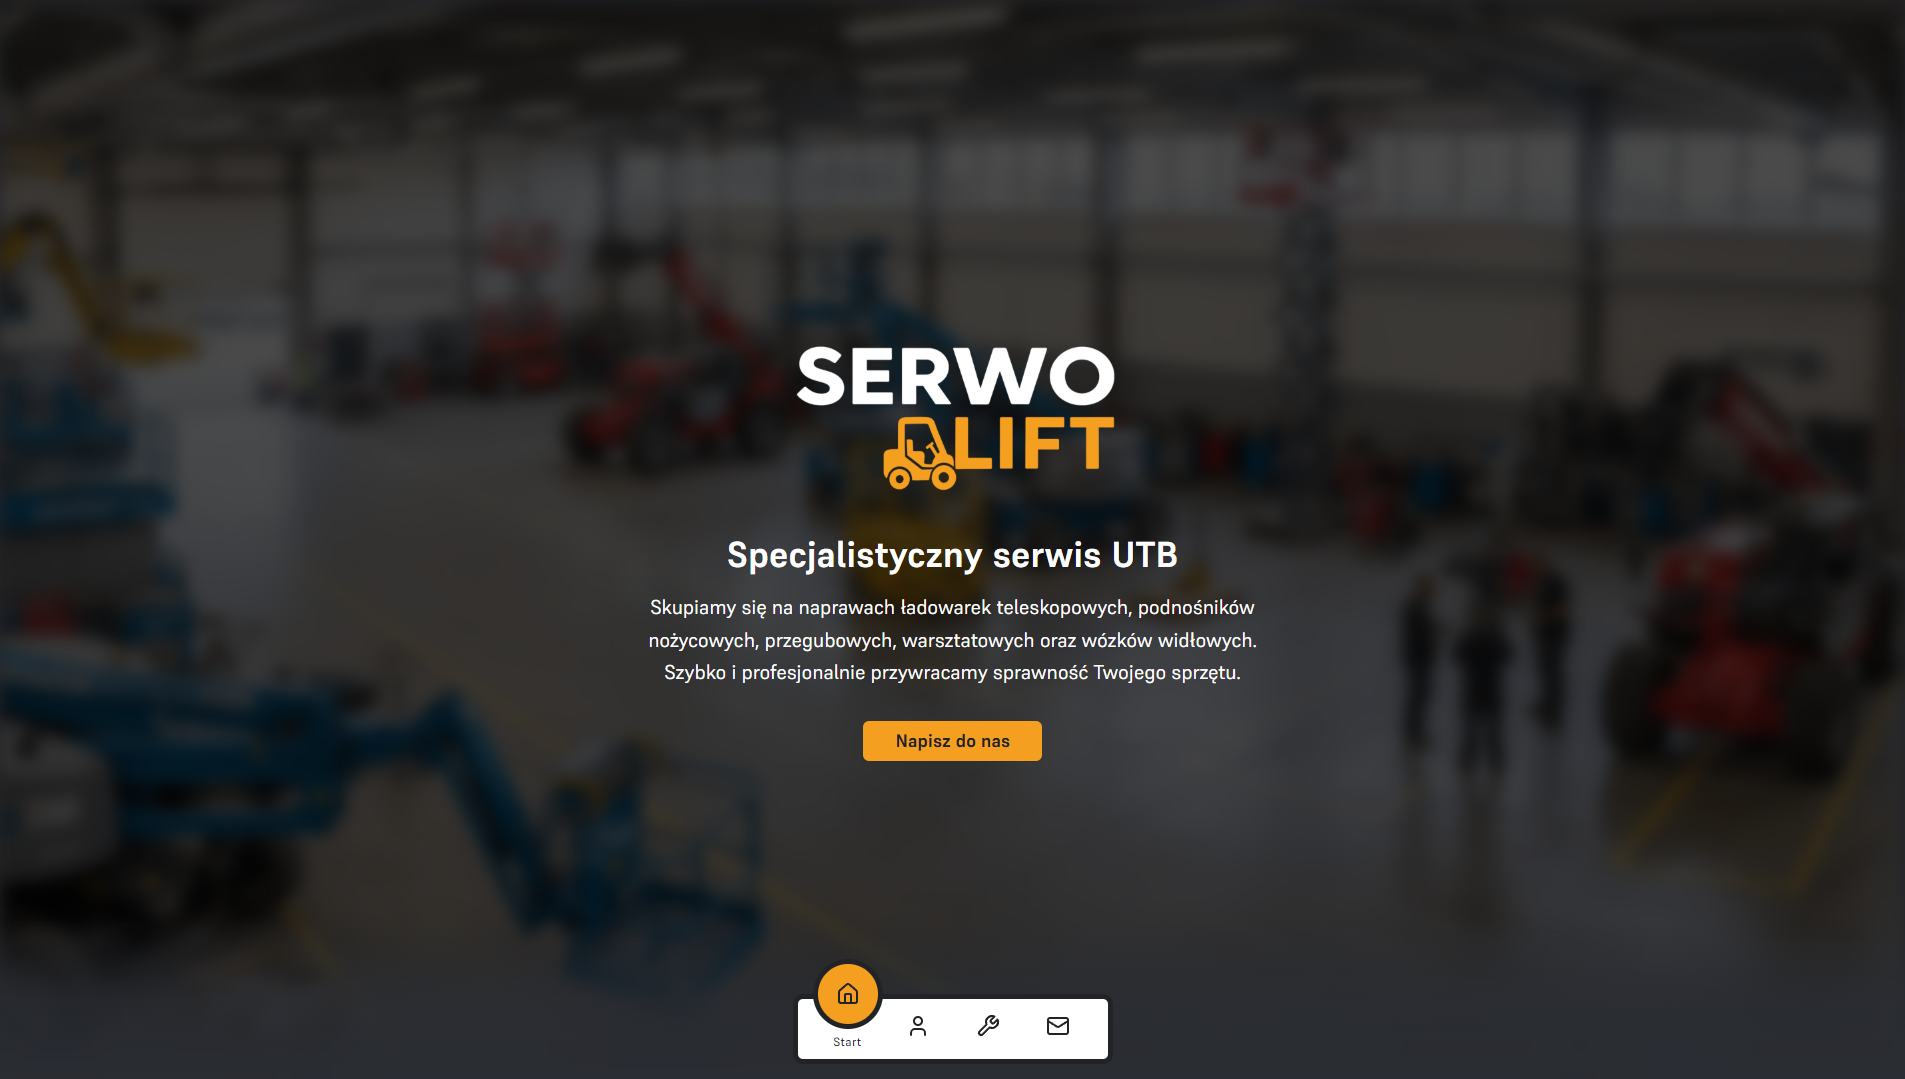 SERWO
LIFT
Specjalistyczny serwis UTB
Skupiamy się na naprawach ładowarek teleskopowych, podnośników
nożycowych, przegubowych, warsztatowych oraz wózków widłowych.
Szybko i profesjonalnie przywracamy sprawność Twojego sprzętu.
Napisz do nas
Start